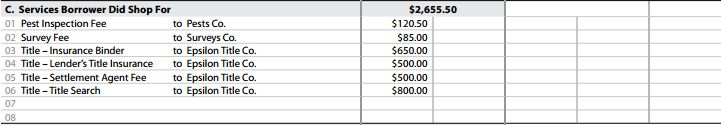 C. Services Borrower Did Shop For $2,655.50
01 Pest Inspection Fee to Pests Co. $120.50
02 Survey Fee to Surveys Co. $85.00
03 Title – Insurance Binder to Epsilon Title Co. $650.00
04 Title – Lender's Title Insurance to Epsilon Title Co. $500.00
05 Title – Settlement Agent Fee to Epsilon Title Co. $500.00
06 Title – Title Search to Epsilon Title Co. $800.00
07
08